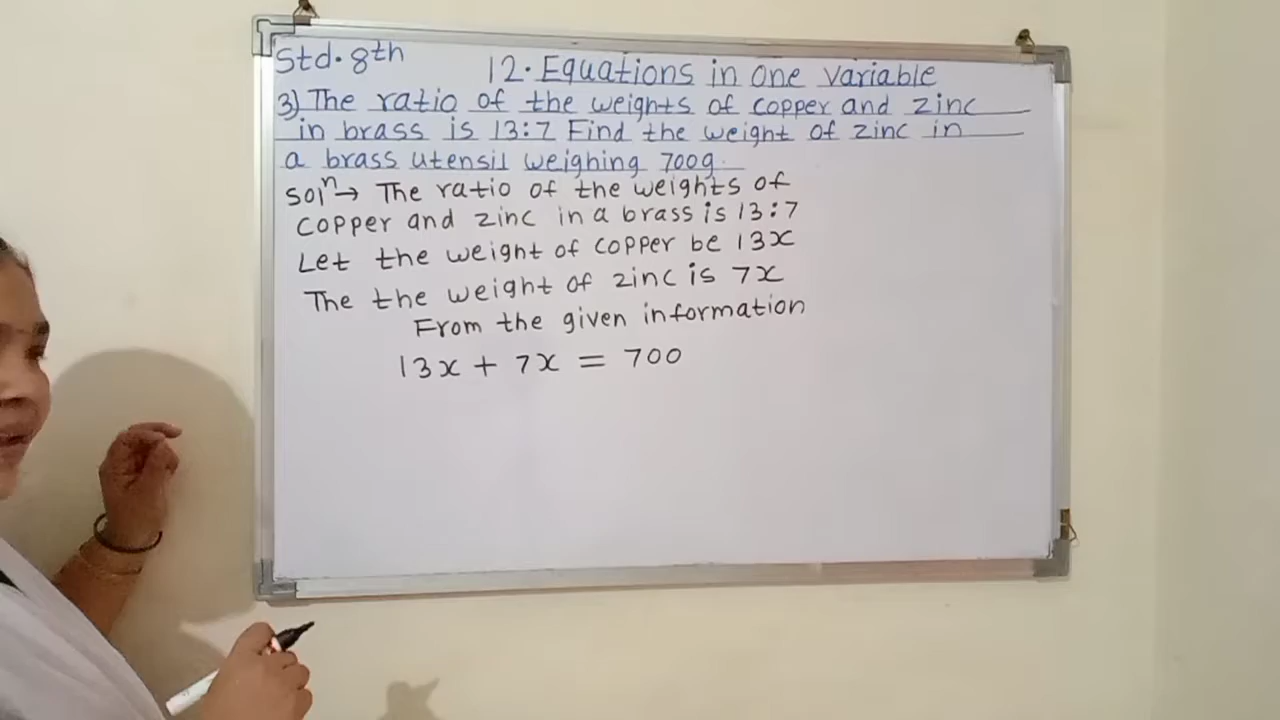 Std. 8th
12. Equations in one variable
3) The ratio of the weights of copper and zinc
in brass is 13:7 Find the weight of zinc in
a brass utensil weighing 700g.
Solⁿ → The ratio of the weights of
copper and zinc in a brass is 13:7
Let the weight of copper be 13x
The the weight of zinc is 7x
From the given information
13x + 7x = 700